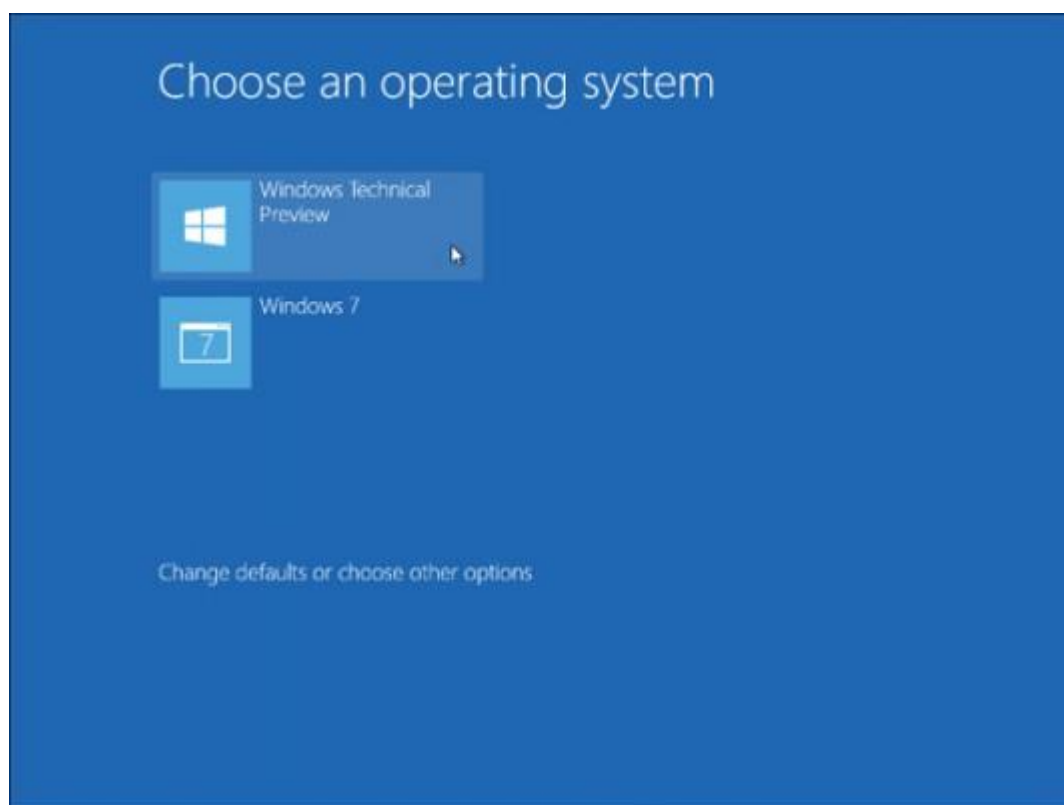 Choose an operating system
Windows Technical
Preview
Windows 7
7
Change defaults or choose other options